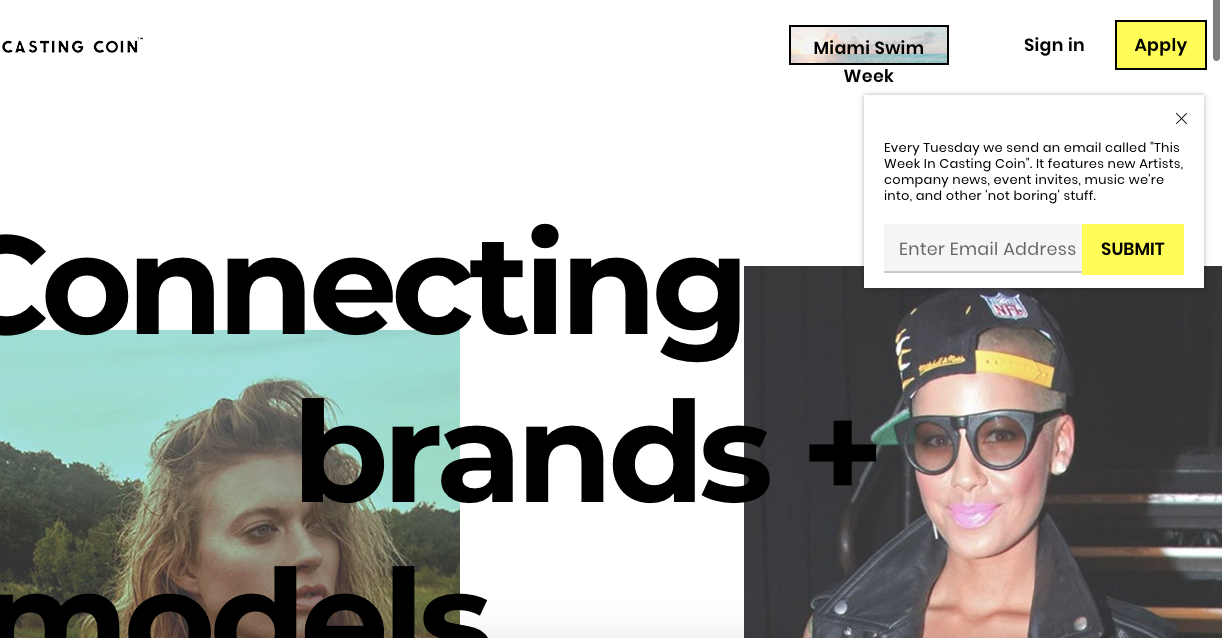 CASTING COIN™
Miami Swim
Week
Sign in
Apply
Every Tuesday we send an email called "This
Week In Casting Coin". It features new Artists,
company news, event invites, music we're
into, and other 'not boring' stuff.
Enter Email Address
SUBMIT
Connecting
brands +
models
NFL